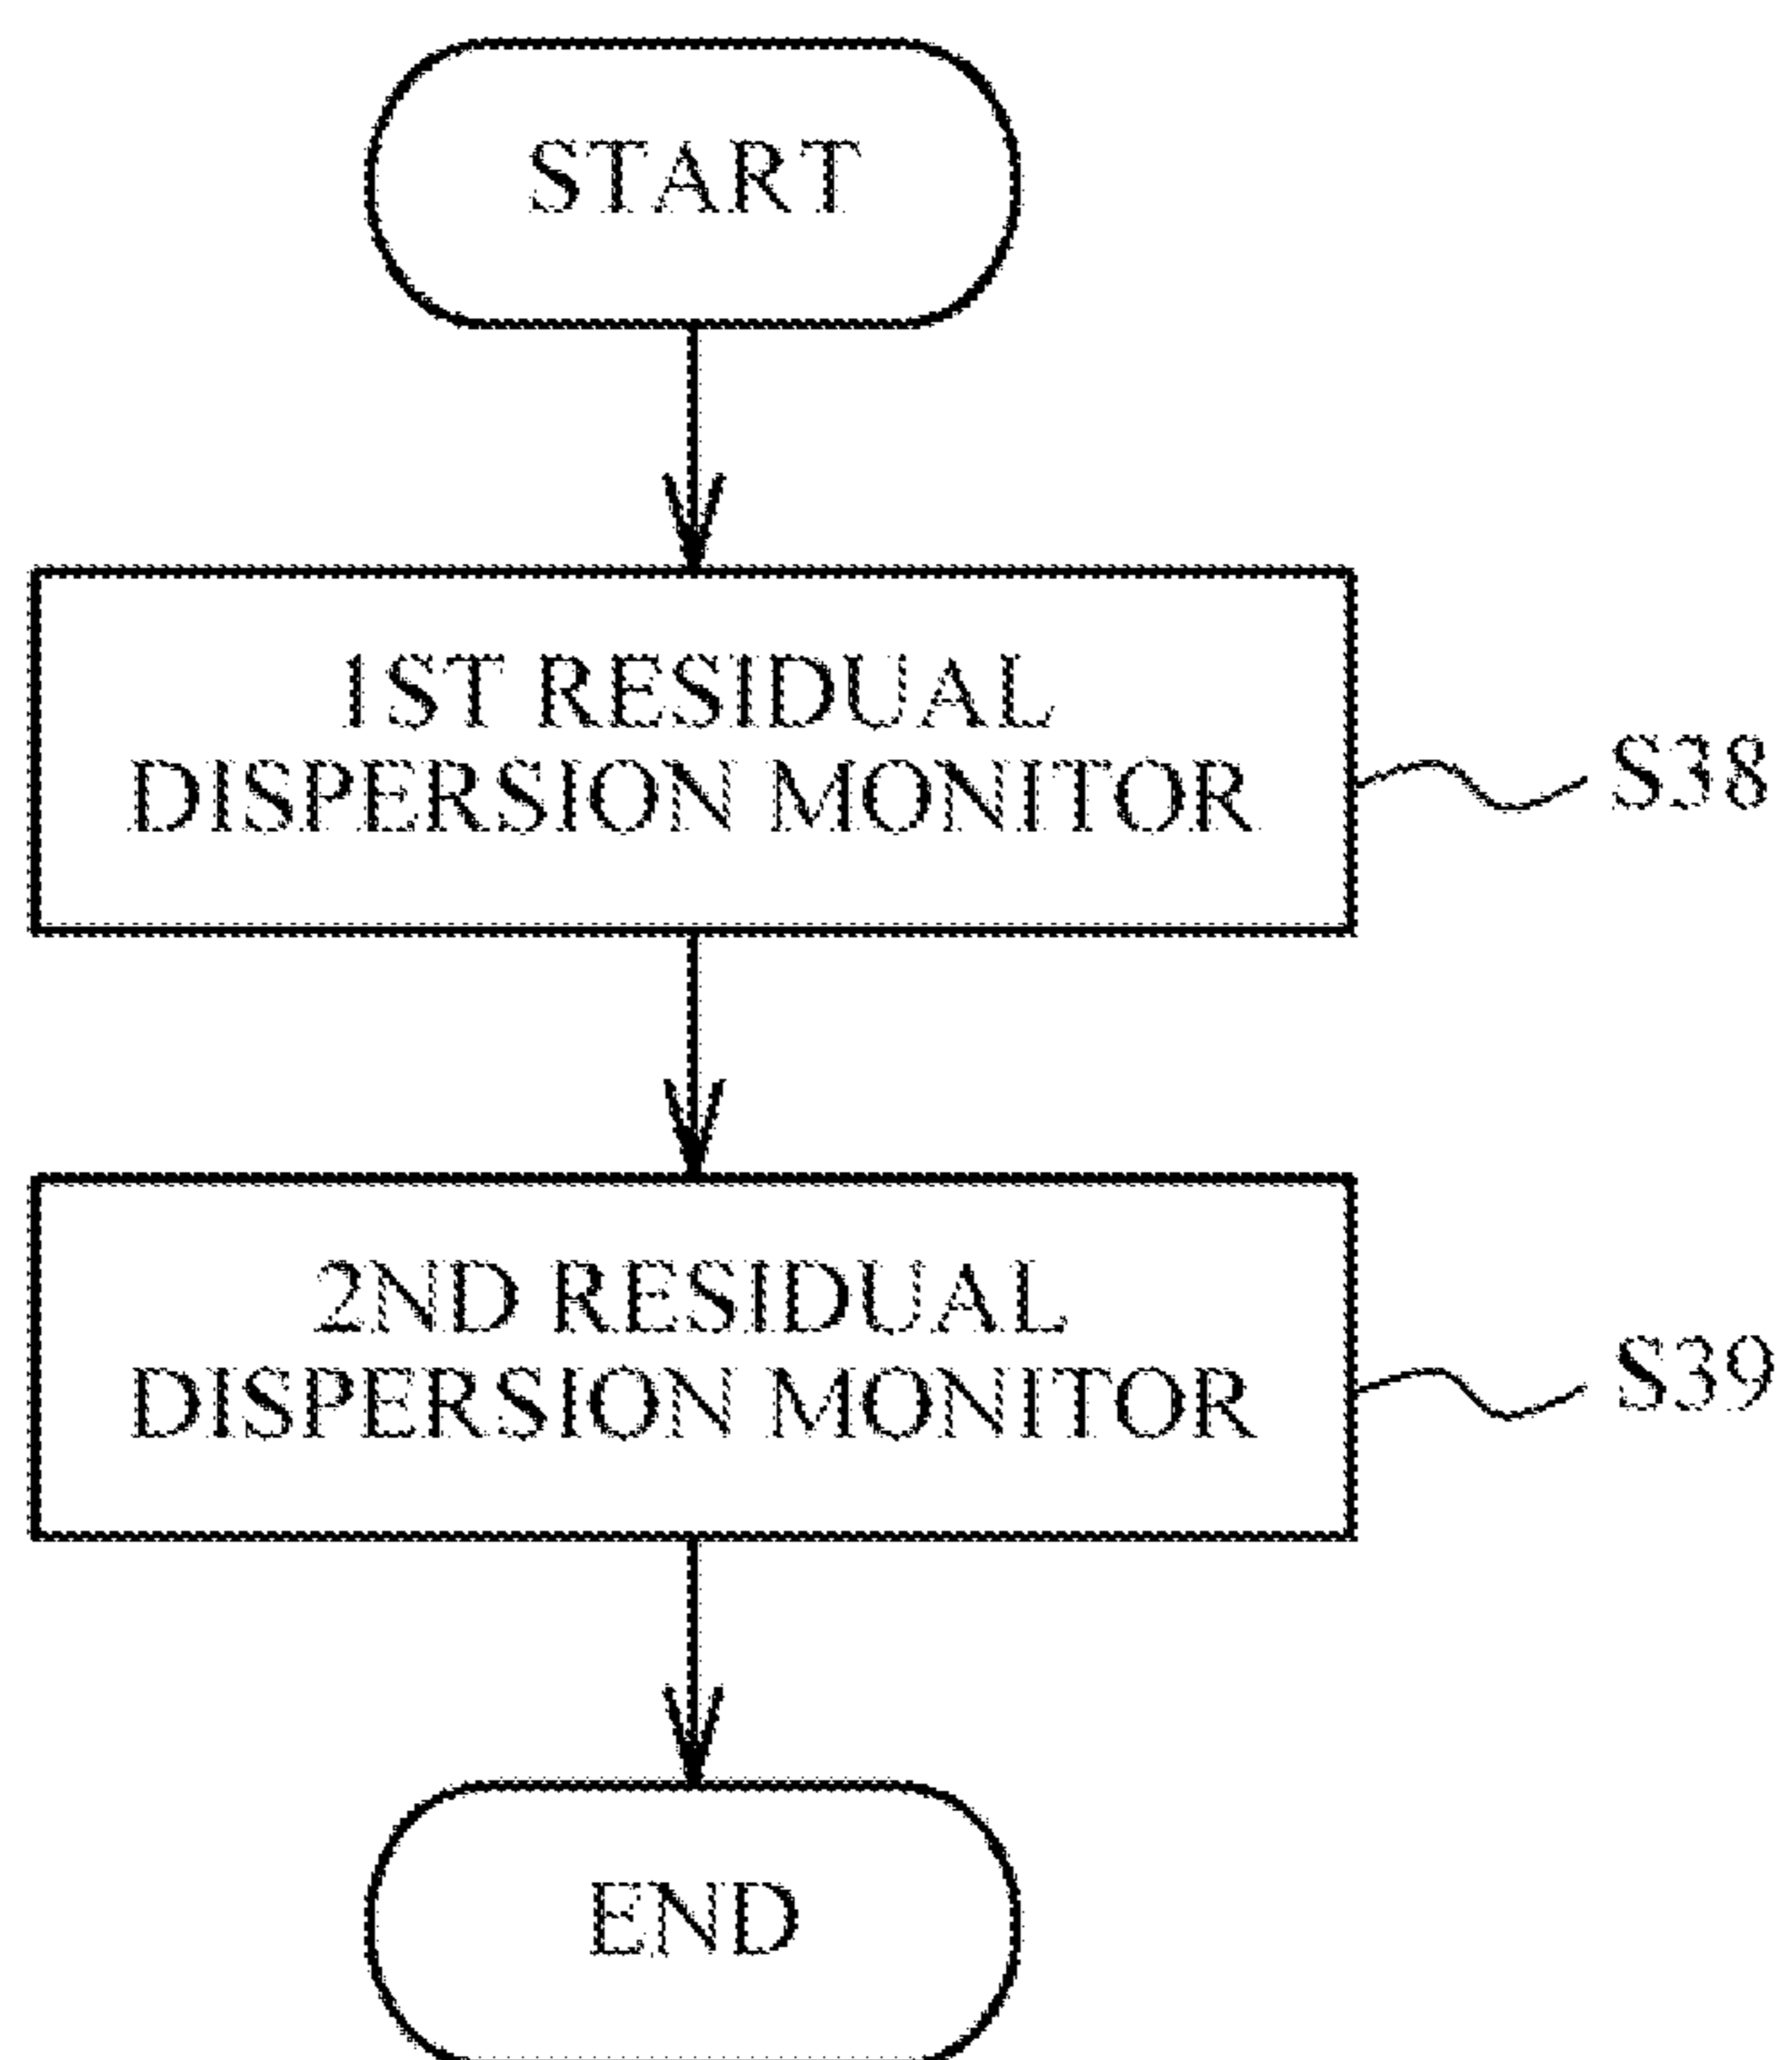 START
1ST RESIDUAL
DISPERSION MONITOR
S38
2ND RESIDUAL
DISPERSION MONITOR
S39
END